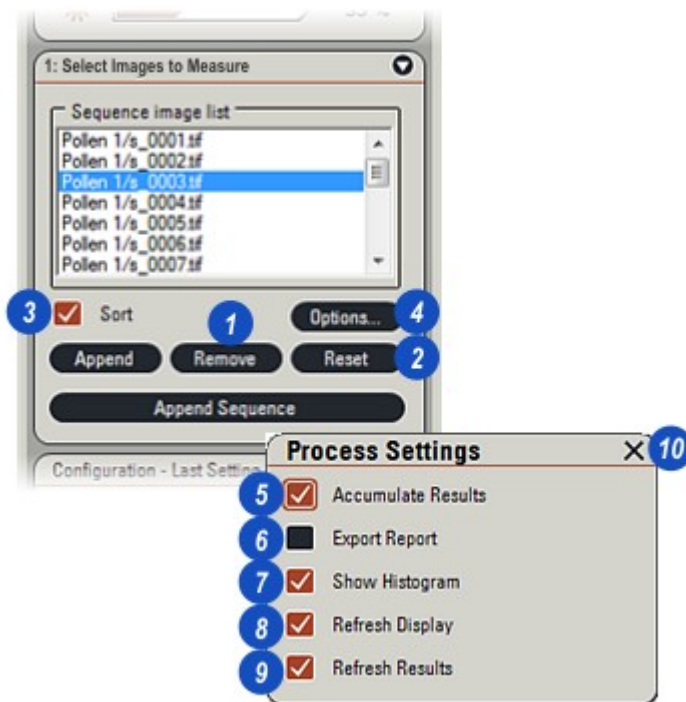 1: Select Images to Measure
Sequence image list
Pollen 1/s_0001.tif
Pollen 1/s_0002.tif
Pollen 1/s_0003.tif
Pollen 1/s_0004.tif
Pollen 1/s_0005.tif
Pollen 1/s_0006.tif
Pollen 1/s_0007.tif
3 Sort 1 Options... 4
Append Remove Reset 2
Append Sequence
Configuration - Last Setting
Process Settings 10
5 Accumulate Results
6 Export Report
7 Show Histogram
8 Refresh Display
9 Refresh Results